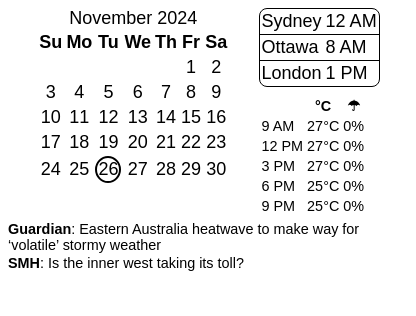 November 2024
Su Mo Tu We Th Fr Sa
1 2
3 4 5 6 7 8 9
10 11 12 13 14 15 16
17 18 19 20 21 22 23
24 25 26 27 28 29 30
Sydney 12 AM
Ottawa 8 AM
London 1 PM
°C ☂
9 AM 27°C 0%
12 PM 27°C 0%
3 PM 27°C 0%
6 PM 25°C 0%
9 PM 25°C 0%
Guardian: Eastern Australia heatwave to make way for
‘volatile’ stormy weather
SMH: Is the inner west taking its toll?